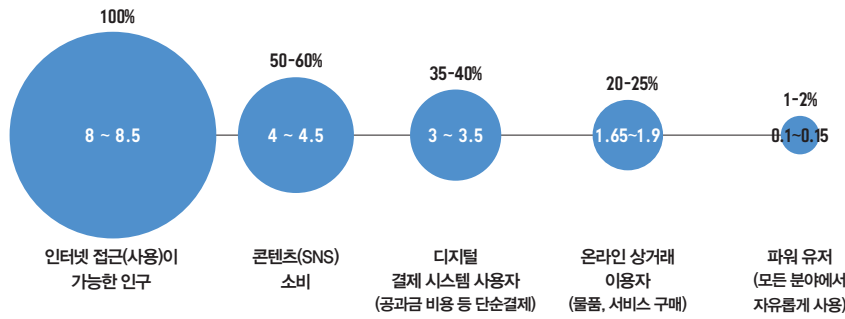 100%
50-60%
35-40%
20-25%
1-2%
8 ~ 8.5
4 ~ 4.5
3 ~ 3.5
1.65~1.9
0.1~0.15
인터넷 접근(사용)이
가능한 인구
콘텐츠(SNS)
소비
디지털
결제 시스템 사용자
(공과금 비용 등 단순결제)
온라인 상거래
이용자
(물품, 서비스 구매)
파워 유저
(모든 분야에서
자유롭게 사용)